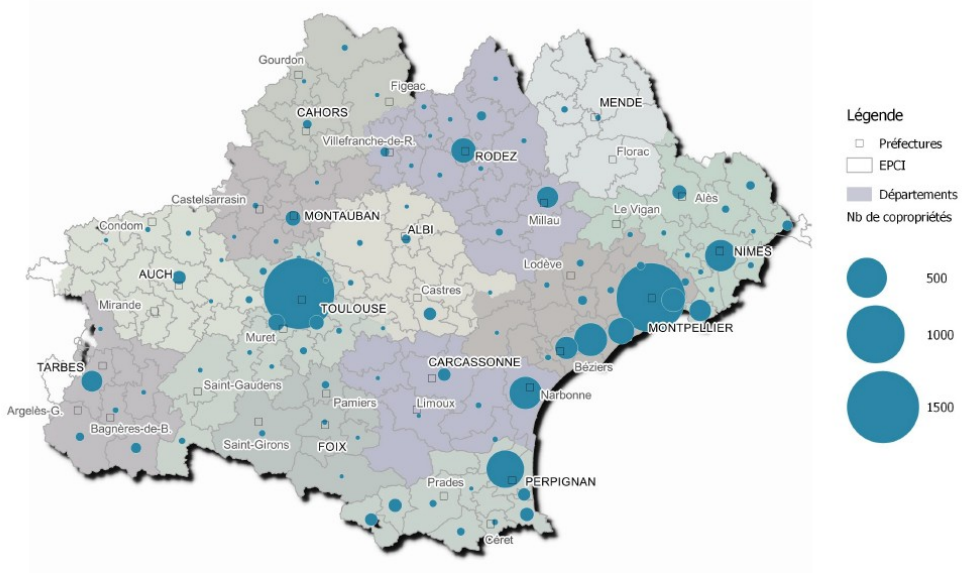 Gourdon
Figeac
CAHORS
MENDE
Villefranche-de-R.
RODEZ
Florac
Castelsarrasin
MONTAUBAN
Millau
Le Vigan
Alès
Condom
ALBI
NIMES
Lodève
AUCH
Castres
Mirande
TOULOUSE
Muret
MONTPELLIER
TARBES
CARCASSONNE
Béziers
Saint-Gaudens
Narbonne
Argelès-G.
Pamiers
Limoux
Bagnères-de-B.
Saint-Girons
FOIX
Prades
PERPIGNAN
Céret
Légende
Préfectures
EPCI
Départements
Nb de copropriétés
500
1000
1500